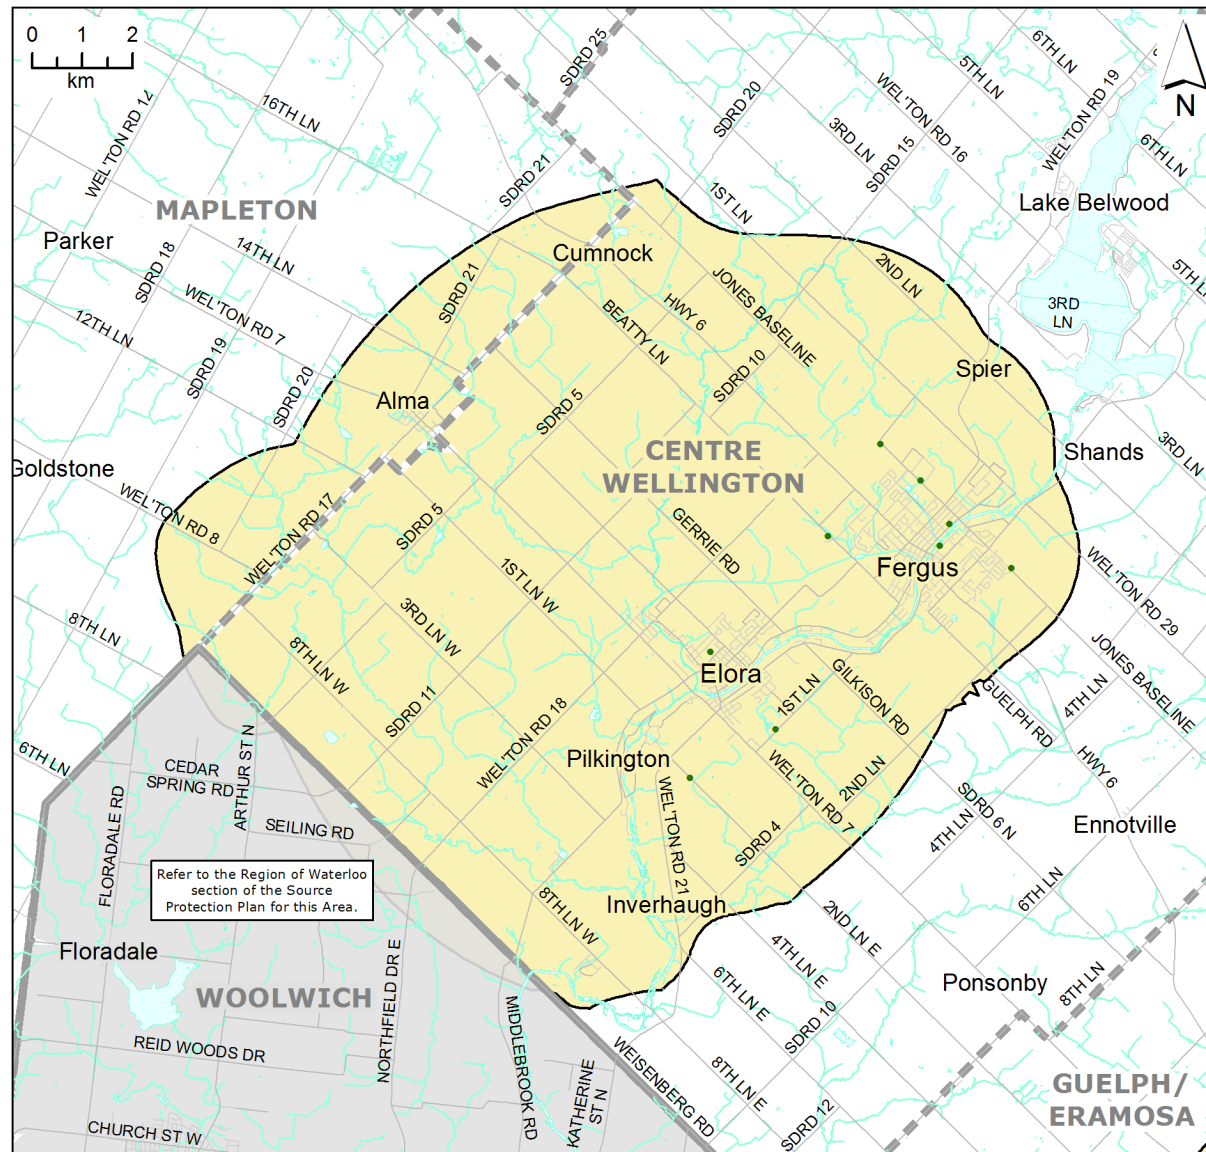 0 1 2
km
N
SDRD 25
6TH LN
5TH LN
WEL'TON RD 19
WEL'TON RD 16
SDRD 20
3RD LN
SDRD 15
6TH LN
WEL'TON RD 12
16TH LN
SDRD 21
1ST LN
Lake Belwood
MAPLETON
Parker
14TH LN
SDRD 18
Cumnock
2ND LN
5TH LN
SDRD 21
JONES BASELINE
HWY 6
3RD
LN
WEL'TON RD 7
12TH LN
BEATTY LN
SDRD 19
SDRD 20
SDRD 10
Spier
Alma
SDRD 5
CENTRE
WELLINGTON
Shands
3RD LN
Goldstone
WEL'TON RD 8
WEL'TON RD 17
SDRD 5
GERRIE RD
Fergus
1ST LN W
WEL'TON RD 29
8TH LN
3RD LN W
8TH LN W
JONES BASELINE
Elora
GILKISON RD
1ST LN
GUELPH RD
4TH LN
SDRD 11
WEL'TON RD 18
Pilkington
6TH LN
ARTHUR ST N
CEDAR
SPRING RD
WEL'TON RD 7
2ND LN
HWY 6
SDRD 6 N
WEL'TON RD 21
FLORADALE RD
SEILING RD
SDRD 4
4TH LN
Ennotville
Refer to the Region of Waterloo
section of the Source
Protection Plan for this Area.
6TH LN
Inverhaugh
8TH LN W
2ND LN E
Floradale
4TH LN E
NORTHFIELD DR E
WOOLWICH
6TH LN E
Ponsonby
8TH LN
SDRD 10
MIDDLEBROOK RD
REID WOODS DR
WEISENBERG RD
8TH LN E
KATHERINE
ST N
GUELPH/
ERAMOSA
SDRD 12
CHURCH ST W